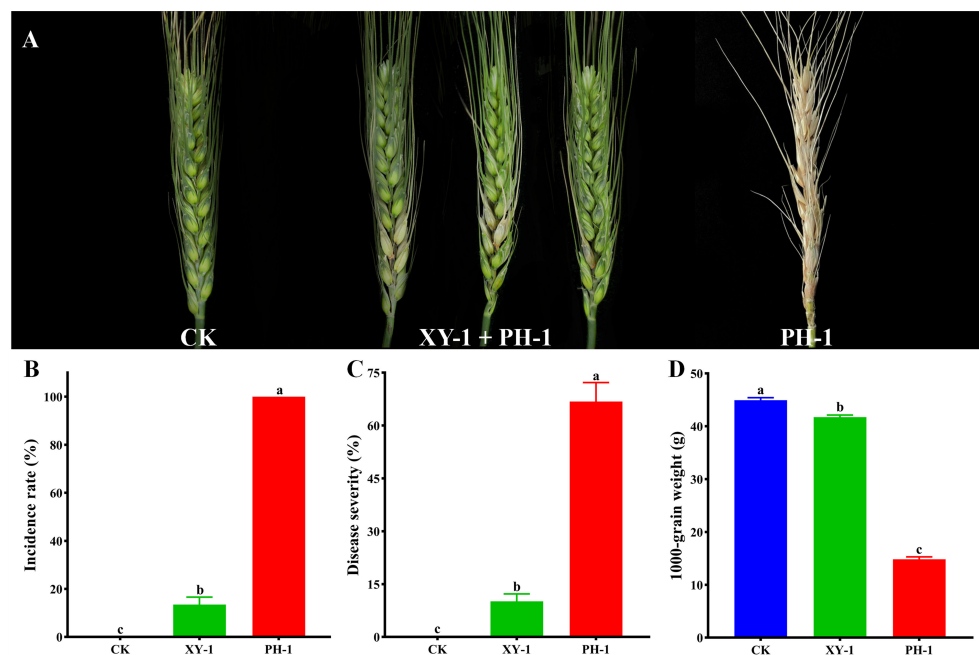 A
CK
XY-1 + PH-1
PH-1
B
Incidence rate (%)
100
80
60
40
20
0
c
b
a
CK
XY-1
PH-1
C
Disease severity (%)
75
60
45
30
15
0
c
b
a
CK
XY-1
PH-1
D
1000-grain weight (g)
50
40
30
20
10
0
a
b
c
CK
XY-1
PH-1